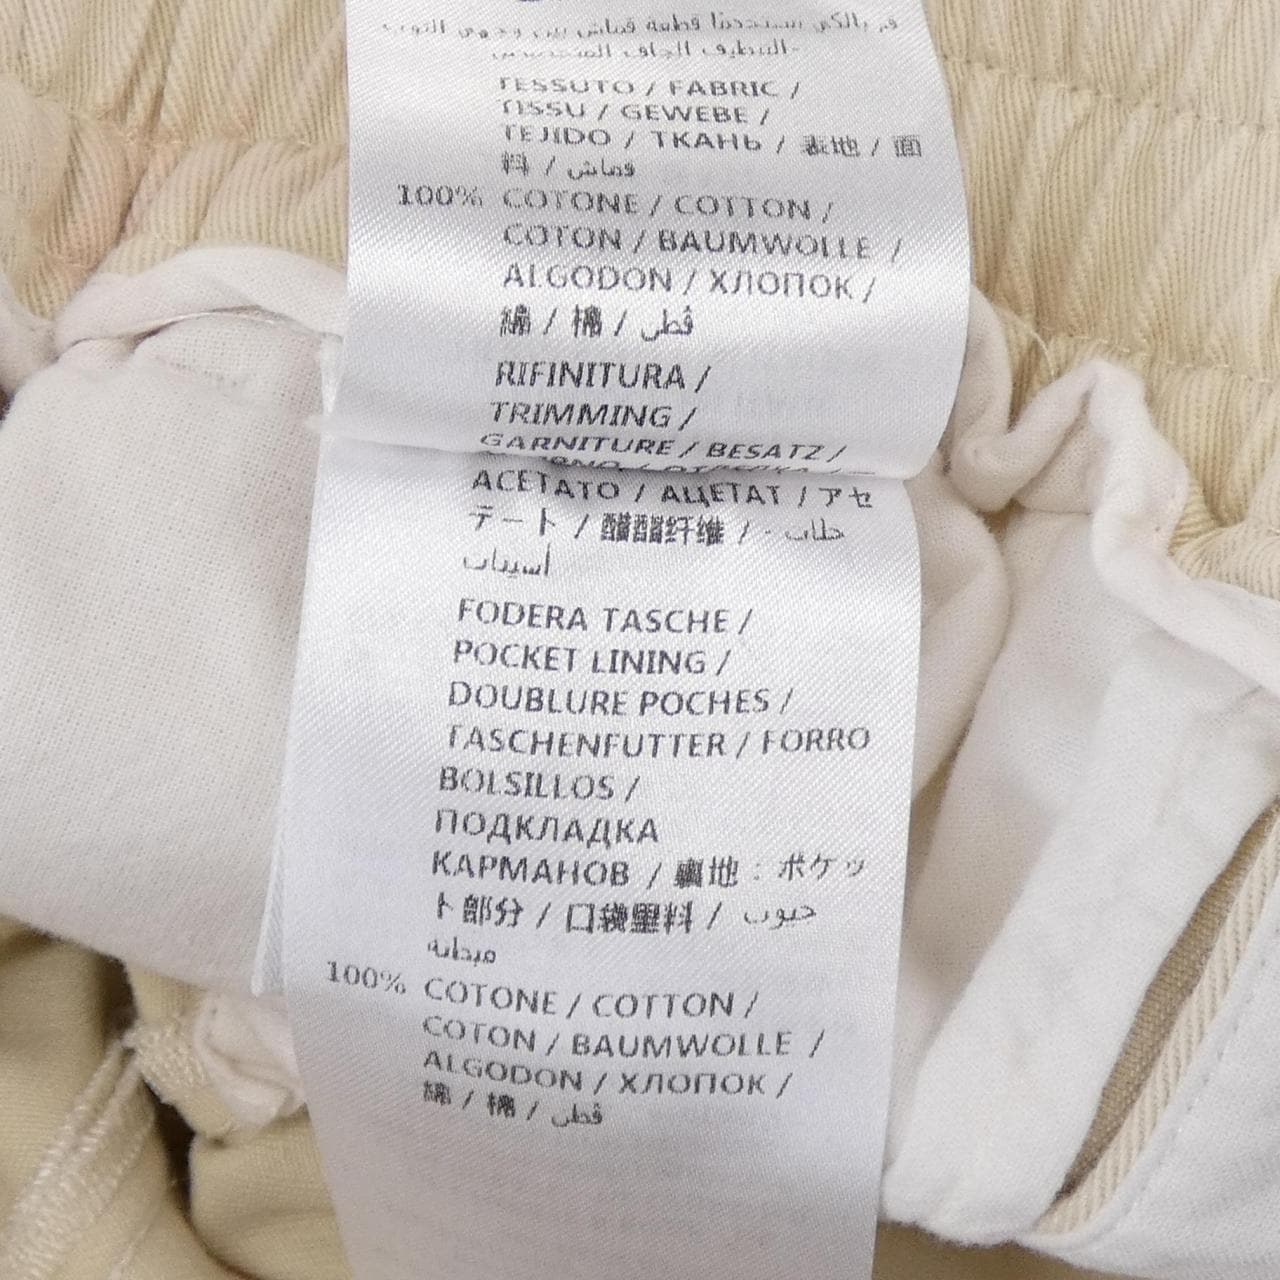 TESSUTO / FABRIC /
TISSU / GEWEBE /
TEJIDO / ТКАНЬ / 表地 / 面
料 / قماش
100% COTONE / COTTON /
COTON / BAUMWOLLE /
ALGODON / ХЛОПОК /
綿 / 棉 / قطن
RIFINITURA /
TRIMMING /
GARNITURE / BESATZ /
ACETATO / АЦЕТАТ / アセ
テート / 醋酯纤维 /
أسيتات
FODERA TASCHE /
POCKET LINING /
DOUBLURE POCHES /
TASCHENFUTTER / FORRO
BOLSILLOS /
ПОДКЛАДКА
КАРМАНОВ / 裏地 : ポケッ
ト部分 / 口袋里料 / جيوب
مبطنة
100% COTONE / COTTON /
COTON / BAUMWOLLE /
ALGODON / ХЛОПОК /
綿 / 棉 / قطن